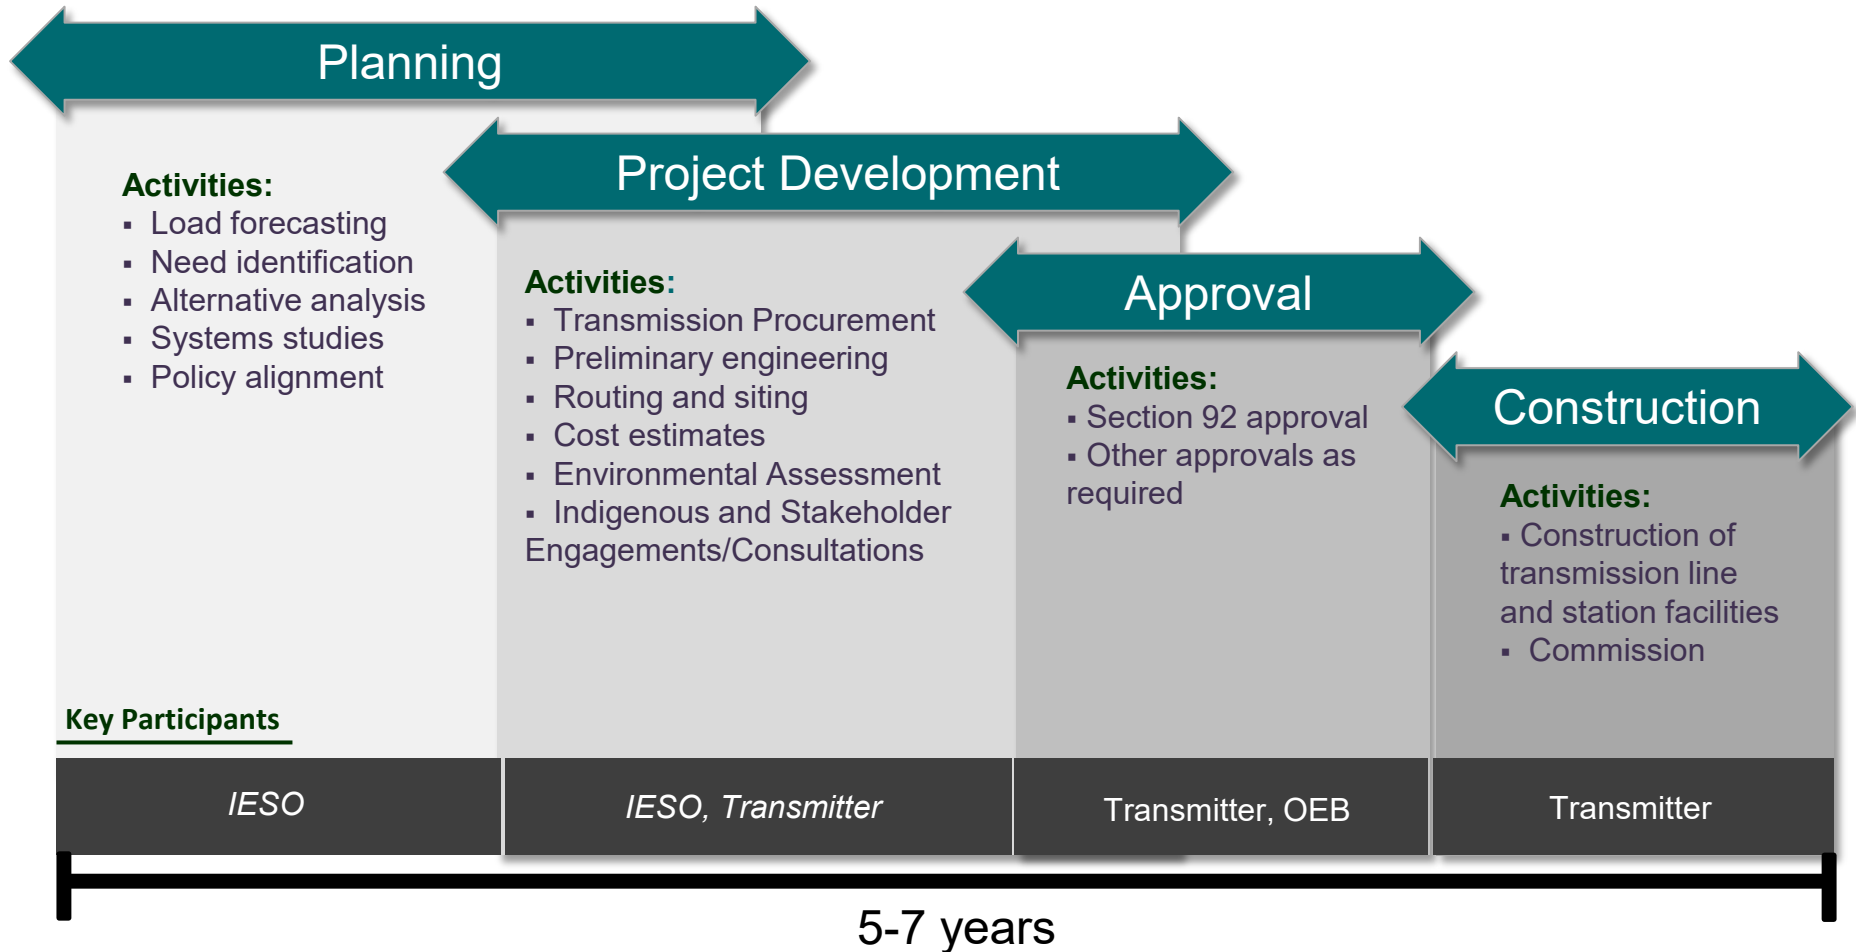 Planning
Activities:
▪ Load forecasting
▪ Need identification
▪ Alternative analysis
▪ Systems studies
▪ Policy alignment
Project Development
Activities:
▪ Transmission Procurement
▪ Preliminary engineering
▪ Routing and siting
▪ Cost estimates
▪ Environmental Assessment
▪ Indigenous and Stakeholder
Engagements/Consultations
Approval
Activities:
▪ Section 92 approval
▪ Other approvals as
required
Construction
Activities:
▪ Construction of
transmission line
and station facilities
▪ Commission
Key Participants
IESO
IESO, Transmitter
Transmitter, OEB
Transmitter
5-7 years